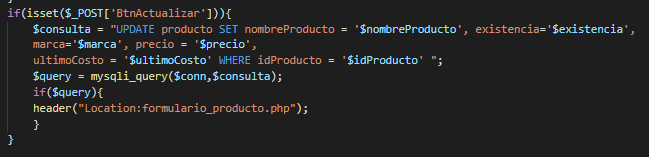 if(isset($_POST['BtnActualizar'])){
$consulta = "UPDATE producto SET nombreProducto = '$nombreProducto', existencia='$existencia',
marca='$marca', precio = '$precio',
ultimoCosto = '$ultimoCosto' WHERE idProducto = '$idProducto' ";
$query = mysqli_query($conn,$consulta);
if($query){
header("Location:formulario_producto.php");
}
}